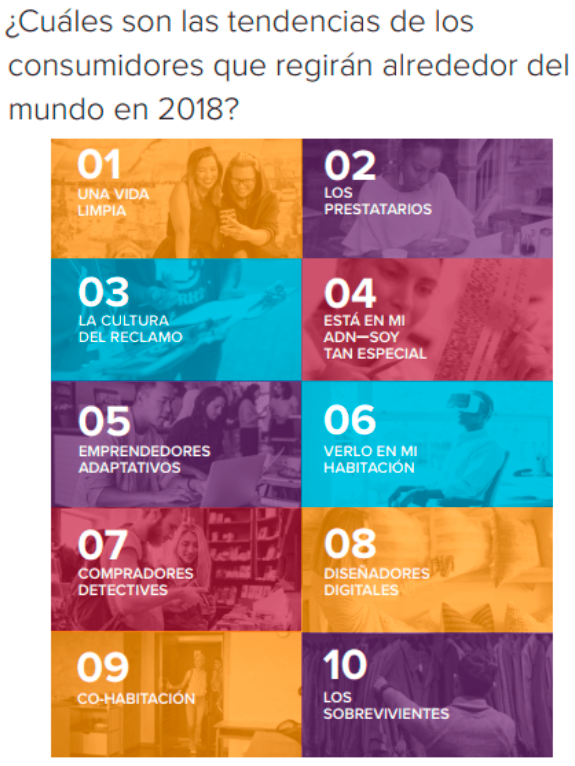 ¿Cuáles son las tendencias de los
consumidores que regirán alrededor del
mundo en 2018?
01
UNA VIDA
LIMPIA
02
LOS
PRESTATARIOS
03
LA CULTURA
DEL RECLAMO
04
ESTÁ EN MI
ADN—SOY
TAN ESPECIAL
05
EMPRENDEDORES
ADAPTATIVOS
06
VERLO EN MI
HABITACIÓN
07
COMPRADORES
DETECTIVES
08
DISEÑADORES
DIGITALES
09
CO-HABITACIÓN
10
LOS
SOBREVIVIENTES